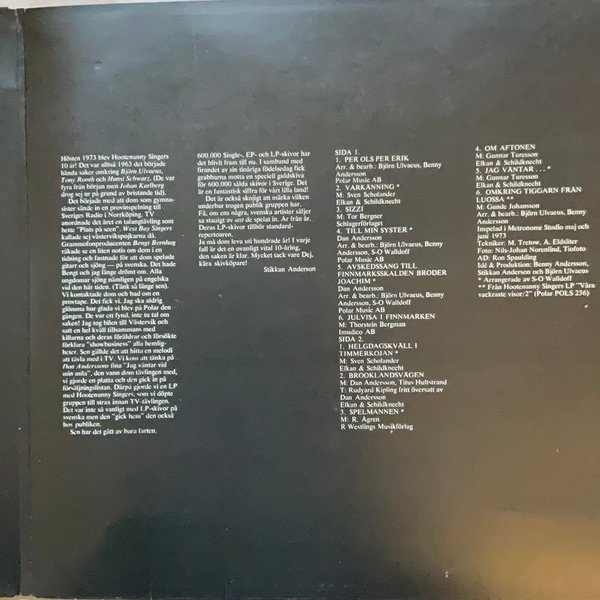 Hösten 1973 blev Hootenanny Singers
10 år! Det var alltså 1963 det började
hända saker omkring Björn Ulvaeus,
Tony Rooth och Hansi Schwarz. (De var
fyra från början men Johan Karlberg
drog sej ur på grund av bristande tid).
Det började med att dom som gymna-
sister sände in en provinspelning till
Sveriges Radio i Norrköping. TV
anordnade det året en talangtävling som
hette "Plats på scen". West Bay Singers
kallade sej västervikspojkarna då.
Grammofonproducenten Bengt Bernhag
råkade se en liten notis om dom i en
tidning och fastnade för att dom spelade
gitarr och sjöng — på svenska. Det hade
Bengt och jag länge drömt om. Alla
ungdomar sjöng nämligen på engelska
vid den här tiden. (Tänk så länge sen).
Vi kontaktade dom och bad om en
provtape. Det fick vi. Jag ska aldrig
glömma hur glada vi blev på Polar den
gången. De var ett fynd, inte tu tal om
saken! Jag tog bilen till Västervik och
satt en hel kväll tillsammans med
killarna och deras föräldrar och försökte
förklara "showbusiness" alla hemlig-
heter. Sen gällde det att hitta en melodi
att tävla med i TV. Vi kom att tänka på
Dan Anderssons fina "Jag väntar vid
min mila", den vann dom tävlingen med,
vi gjorde en platta och den gick in på
försäljningslistan. Därpå gjorde vi en LP
med Hootenanny Singers, som vi döpte
gruppen till strax innan TV-tävlingen.
Det var inte så vanligt med LP-skivor på
svenska men den "gick hem" den också
hos publiken.
Sen har det gått av bara farten.
600.000 Single-, EP- och LP-skivor har
det blivit fram till nu. I samband med
firandet av sin tioåriga födelsedag fick
grabbarna motta en speciell guldskiva
för 600.000 sålda skivor i Sverige. Det
är en fantastisk siffra för vårt lilla land!
Det är också skojigt att märka vilken
underbar trogen publik gruppen har.
Få, om ens några, svenska artister säljer
så stadigt av allt de spelat in. År från år.
Deras LP-skivor tillhör standard-
repertoaren.
Ja må dom leva uti hundrade år! I varje
fall är det en ovanligt vital 10-åring,
den saken är klar. Mycket tack vare Dej,
kära skivköpare!
Stikkan Anderson
SIDA 1.
1. PER OLS PER ERIK
Arr. & bearb.: Björn Ulvaeus, Benny
Andersson
Polar Music AB
2. VÅRKÄNNING *
M: Sven Scholander
Elkan & Schildknecht
3. SIZZI
M: Tor Bergner
Schlagerförlaget
4. TILL MIN SYSTER *
Dan Andersson
Arr & bearb.: Björn Ulvaeus, Benny
Andersson, S-O Walldoff
Polar Music AB
5. AVSKEDSSÅNG TILL
FINNMARKSSKALDEN BRODER
JOACHIM *
Dan Andersson
Arr & bearb.: Björn Ulvaeus, Benny
Andersson, S-O Walldoff
Polar Music AB
6. JULVISA I FINNMARKEN
M: Thorstein Bergman
Imudico AB
SIDA 2.
1. HELGDAGSKVÄLL I
TIMMERKOJAN *
M: Sven Scholander
Elkan & Schildknecht
2. BROOKLANDSVÄGEN
M: Dan Andersson, Titus Hultstrand
T: Rudyard Kipling fritt översatt av
Dan Andersson
Elkan & Schildknecht
3. SPELMANNEN *
M: R. Ågren
R Westlings Musikförlag
4. OM AFTONEN
M: Gunnar Turesson
Elkan & Schildknecht
5. JAG VÄNTAR . . . *
M: Gunnar Turesson
Elkan & Schildknecht
6. OMKRING TIGGARN FRÅN
LUOSSA * *
M: Gunde Johansson
Arr. & bearb.: Björn Ulvaeus, Benny
Andersson
Inspelad i Metronome Studio maj och
juni 1973
Tekniker: M. Tretow, Å. Eldsäter
Foto: Nils-Johan Norenlind, Tiofoto
AD: Ron Spaulding
Idé & Produktion: Benny Andersson,
Stikkan Anderson och Björn Ulvaeus
* Arrangerade av S-O Walldoff
* * Från Hootenanny Singers LP "Våra
vackraste visor/2" (Polar POLS 236)